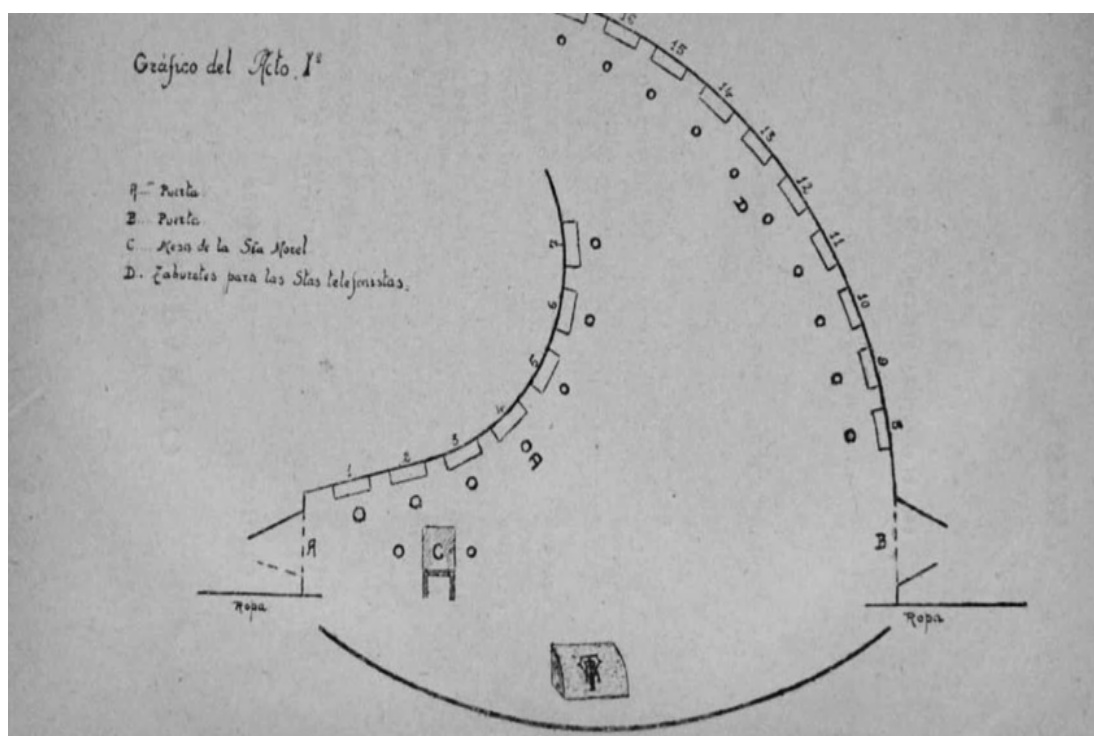 Gráfico del Acto Iº
A.— Puerta.
B... Puerta.
C... Mesa de la Sta Morel.
D. Taburetes para las Stas telefonistas.
16
15
14
13
12
11
10
9
8
D
7
6
5
4
3
2
1
A
C
B
Ropa
Ropa